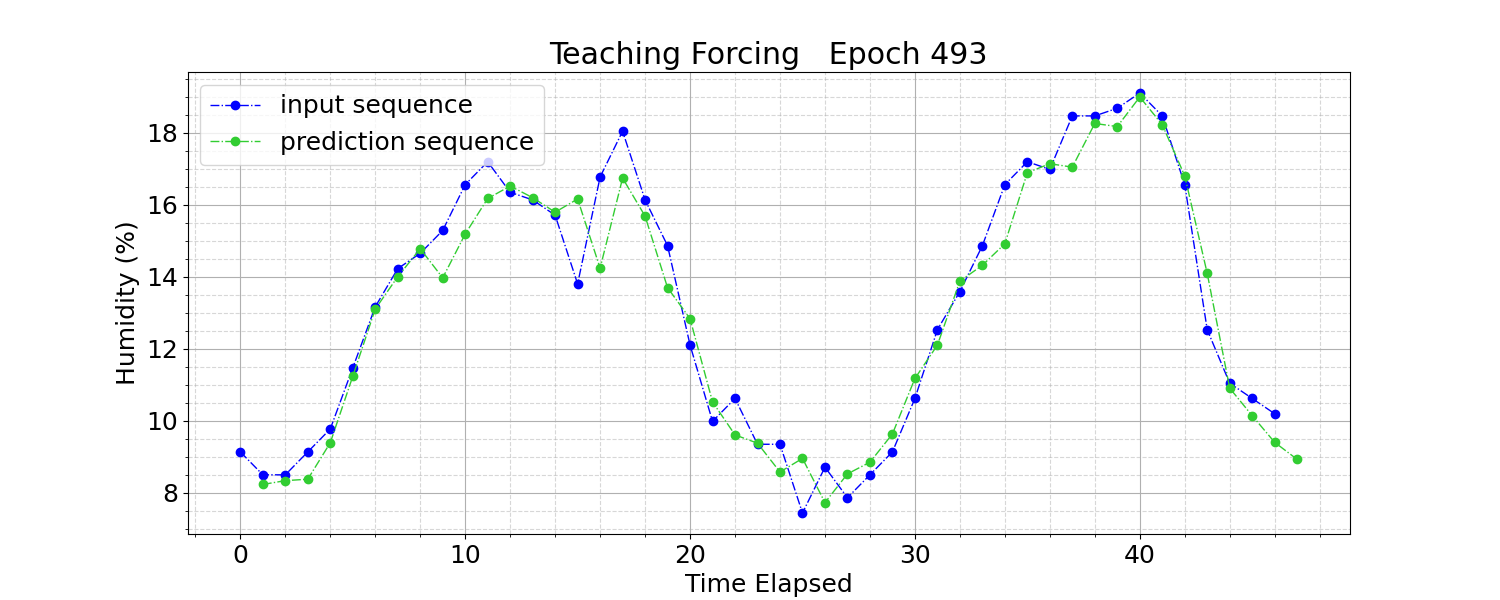 Teaching Forcing   Epoch 493
input sequence
prediction sequence
18
16
14
12
10
8
Humidity (%)
0 10 20 30 40
Time Elapsed